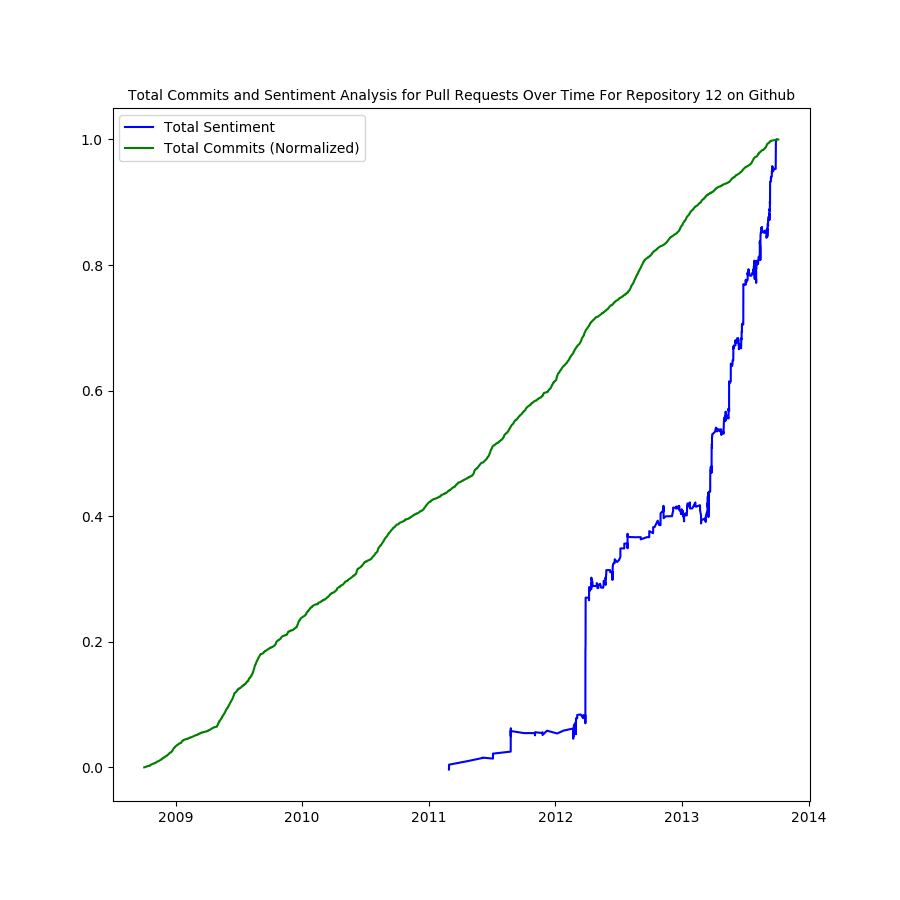 Total Commits and Sentiment Analysis for Pull Requests Over Time For Repository 12 on Github
Total Sentiment
Total Commits (Normalized)
1.0
0.8
0.6
0.4
0.2
0.0
2009 2010 2011 2012 2013 2014